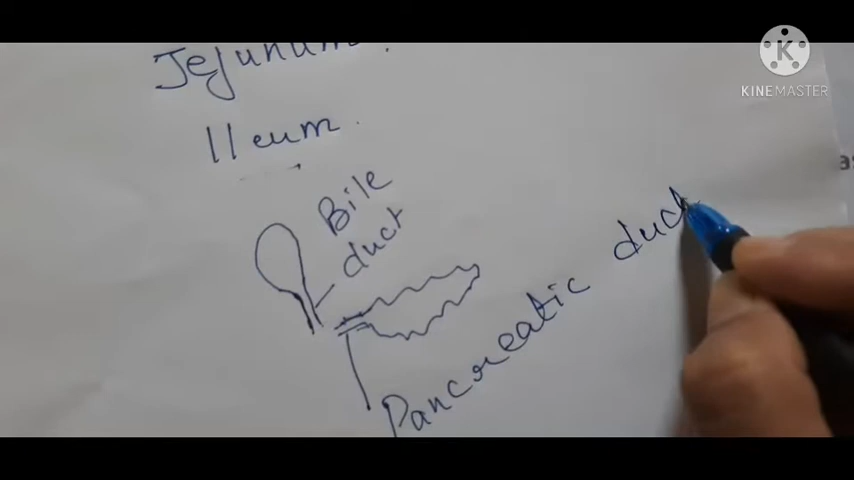 Jejunum.
Ileum.
Bile
duct
Pancreatic duct
K
KINEMASTER